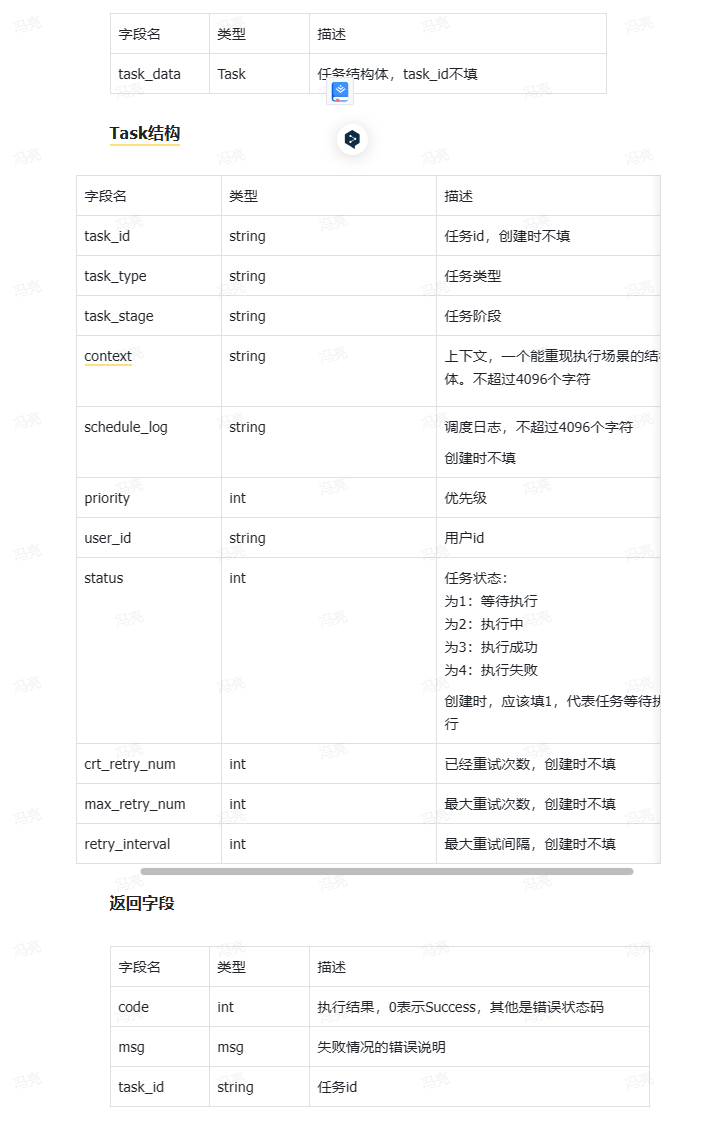 字段名 类型 描述
task_data Task 任务结构体，task_id不填
Task结构
字段名 类型 描述
task_id string 任务id，创建时不填
task_type string 任务类型
task_stage string 任务阶段
context string 上下文，一个能重现执行场景的结构
体。不超过4096个字符
schedule_log string 调度日志，不超过4096个字符
创建时不填
priority int 优先级
user_id string 用户id
status int 任务状态：
为1：等待执行
为2：执行中
为3：执行成功
为4：执行失败
创建时，应该填1，代表任务等待执
行
crt_retry_num int 已经重试次数，创建时不填
max_retry_num int 最大重试次数，创建时不填
retry_interval int 最大重试间隔，创建时不填
返回字段
字段名 类型 描述
code int 执行结果，0表示Success，其他是错误状态码
msg msg 失败情况的错误说明
task_id string 任务id